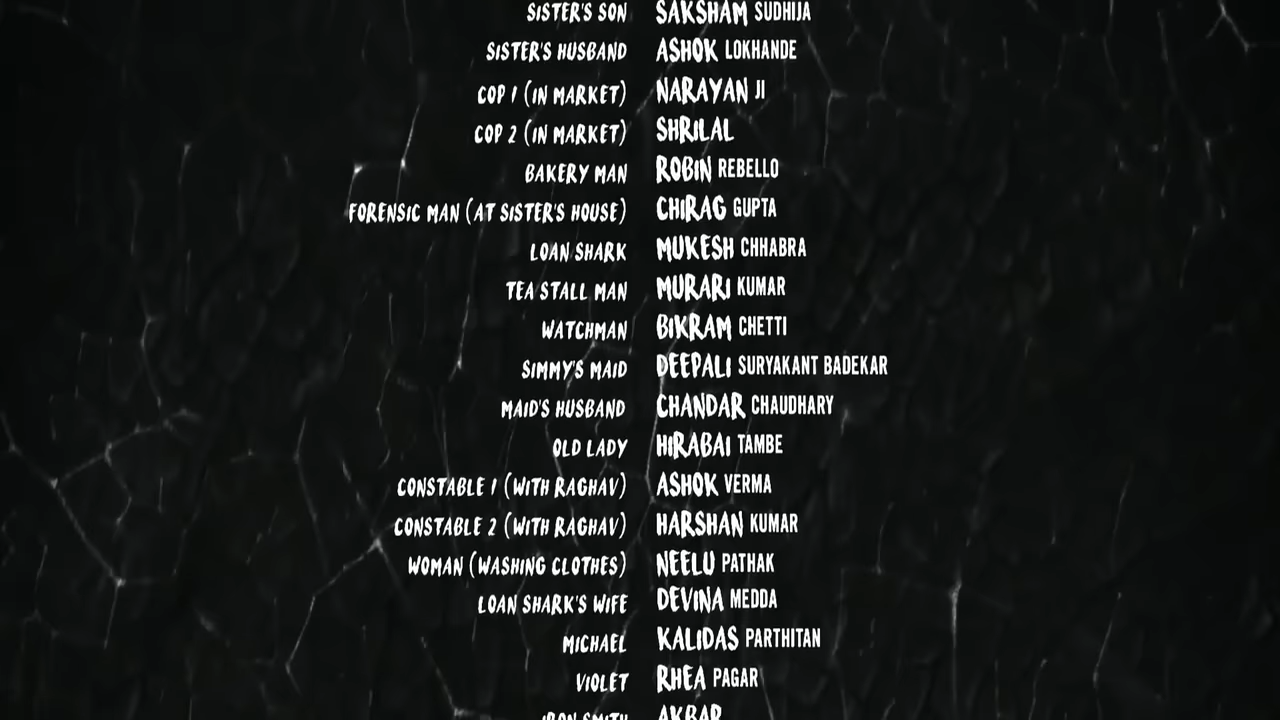 SISTER'S SON SAKSHAM SUDHIJA
SISTER'S HUSBAND ASHOK LOKHANDE
COP 1 (IN MARKET) NARAYAN JI
COP 2 (IN MARKET) SHRILAL
BAKERY MAN ROBIN REBELLO
FORENSIC MAN (AT SISTER'S HOUSE) CHIRAG GUPTA
LOAN SHARK MUKESH CHHABRA
TEA STALL MAN MURARI KUMAR
WATCHMAN BIKRAM CHETTI
SIMMY'S MAID DEEPALI SURYAKANT BADEKAR
MAID'S HUSBAND CHANDAR CHAUDHARY
OLD LADY HIRABAI TAMBE
CONSTABLE 1 (WITH RAGHAV) ASHOK VERMA
CONSTABLE 2 (WITH RAGHAV) HARSHAN KUMAR
WOMAN (WASHING CLOTHES) NEELU PATHAK
LOAN SHARK'S WIFE DEVINA MEDDA
MICHAEL KALIDAS PARTHITAN
VIOLET RHEA PAGAR
IRON SMITH AKBAR